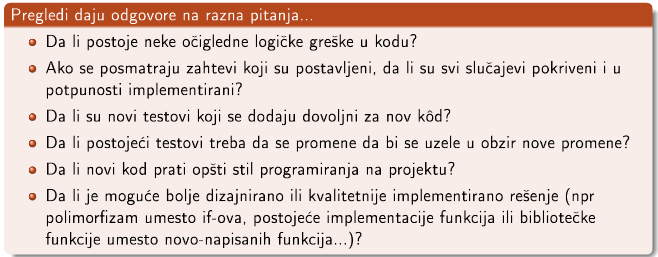 Pregledi daju odgovore na razna pitanja...
Da li postoje neke očigledne logičke greške u kodu?
Ako se posmatraju zahtevi koji su postavljeni, da li su svi slučajevi pokriveni i u
potpunosti implementirani?
Da li su novi testovi koji se dodaju dovoljni za nov kôd?
Da li postojeći testovi treba da se promene da bi se uzele u obzir nove promene?
Da li novi kod prati opšti stil programiranja na projektu?
Da li je moguće bolje dizajnirano ili kvalitetnije implementirano rešenje (npr
polimorfizam umesto if-ova, postojeće implementacije funkcija ili bibliotečke
funkcije umesto novo-napisanih funkcija...)?